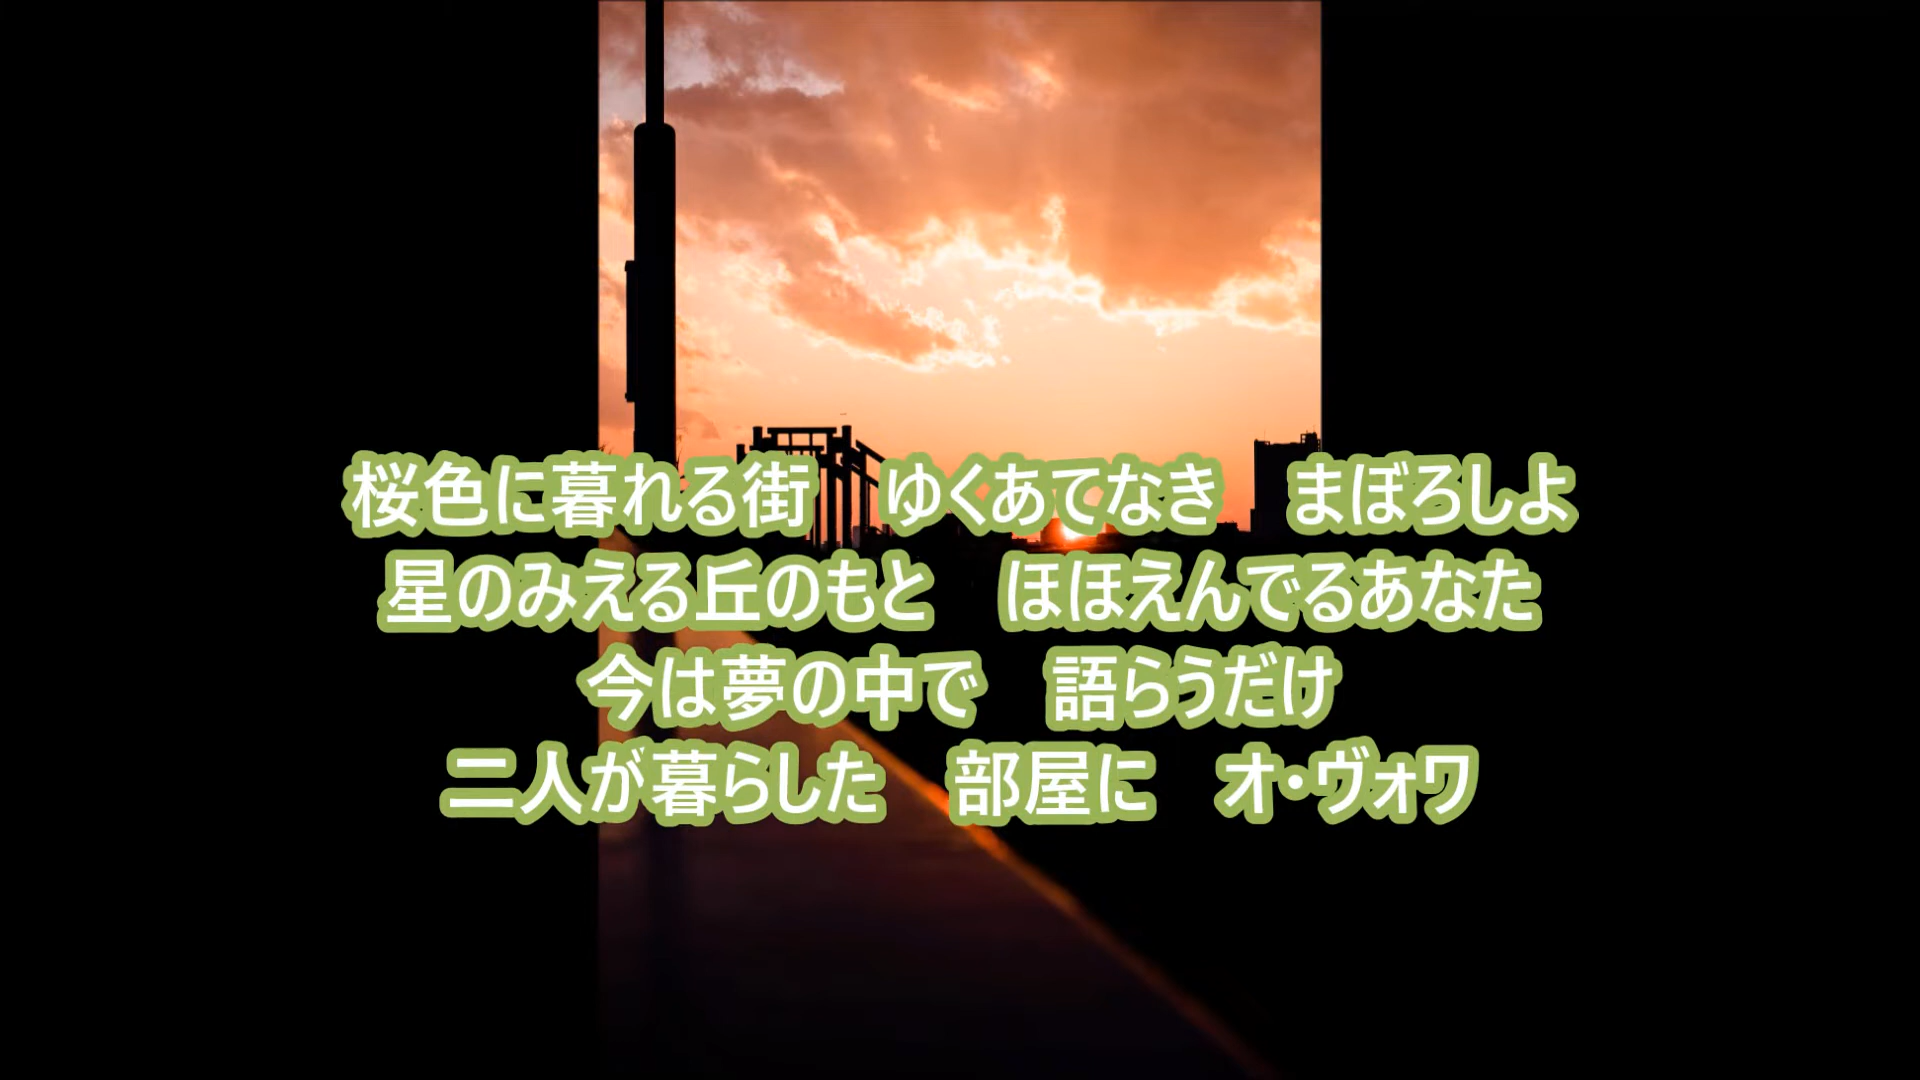 桜色に暮れる街　ゆくあてなき　まぼろしよ
星のみえる丘のもと　ほほえんでるあなた
今は夢の中で　語らうだけ
二人が暮らした　部屋に　オ・ヴォワ